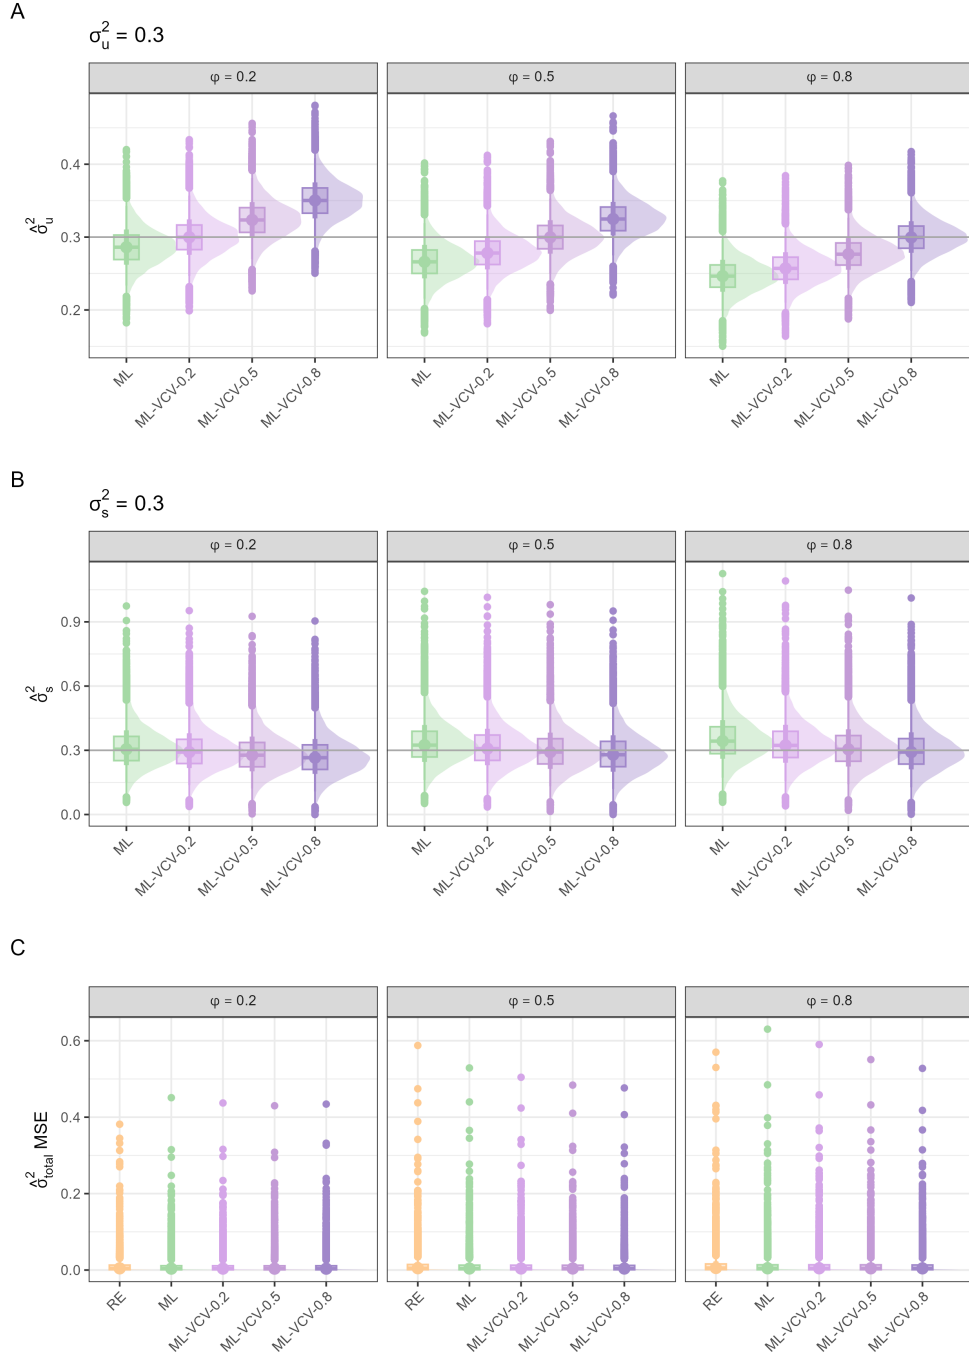 A
σ̂²ᵤ = 0.3
φ = 0.2 φ = 0.5 φ = 0.8
0.4
0.3
0.2
σ̂²ᵤ
ML ML-VCV-0.2 ML-VCV-0.5 ML-VCV-0.8 ML ML-VCV-0.2 ML-VCV-0.5 ML-VCV-0.8 ML ML-VCV-0.2 ML-VCV-0.5 ML-VCV-0.8
B
σ²ₛ = 0.3
φ = 0.2 φ = 0.5 φ = 0.8
0.9
0.6
0.3
0.0
σ̂²ₛ
ML ML-VCV-0.2 ML-VCV-0.5 ML-VCV-0.8 ML ML-VCV-0.2 ML-VCV-0.5 ML-VCV-0.8 ML ML-VCV-0.2 ML-VCV-0.5 ML-VCV-0.8
C
φ = 0.2 φ = 0.5 φ = 0.8
0.6
0.4
0.2
0.0
σ̂²total MSE
RE ML ML-VCV-0.2 ML-VCV-0.5 ML-VCV-0.8 RE ML ML-VCV-0.2 ML-VCV-0.5 ML-VCV-0.8 RE ML ML-VCV-0.2 ML-VCV-0.5 ML-VCV-0.8